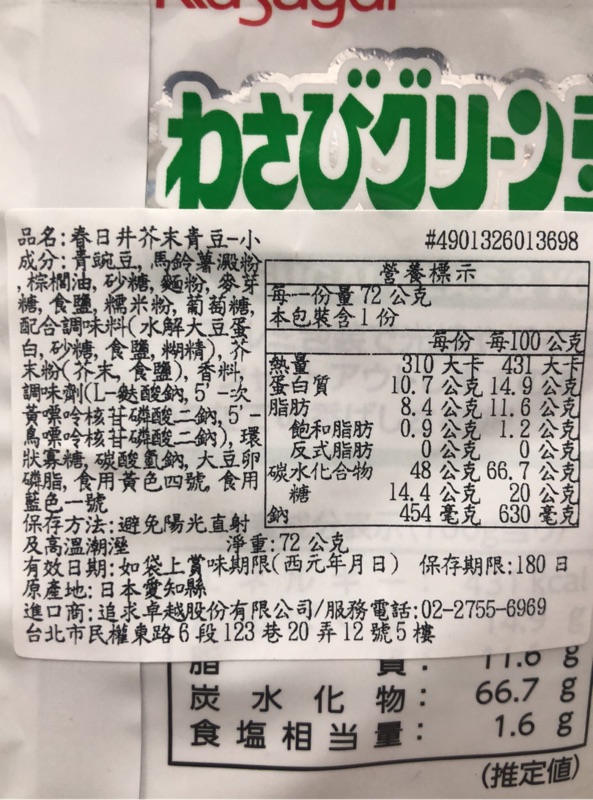 Kasugai
わさびグリーン豆
品名:春日井芥末青豆-小
#4901326013698
成分:青豌豆, 馬鈴薯澱粉
, 棕櫚油, 砂糖, 麵粉, 麥芽
糖, 食鹽, 糯米粉, 葡萄糖,
配合調味料(水解大豆蛋
白, 砂糖, 食鹽, 糊精), 芥
末粉(芥末, 食鹽), 香料,
調味劑(L-麩酸鈉, 5'-次
黃嘌呤核甘磷酸二鈉, 5'-
鳥嘌呤核甘磷酸二鈉), 環
狀寡糖, 碳酸氫鈉, 大豆卵
磷脂, 食用黃色四號, 食用
藍色一號
營養標示
每一份量 72 公克
本包裝含 1 份
每份 每100 公克
熱量 310 大卡 431 大卡
蛋白質 10.7 公克 14.9 公克
脂肪 8.4 公克 11.6 公克
飽和脂肪 0.9 公克 1.2 公克
反式脂肪 0 公克 0 公克
碳水化合物 48 公克 66.7 公克
糖 14.4 公克 20 公克
鈉 454 毫克 630 毫克
保存方法:避免陽光直射
及高溫潮溼 淨重:72 公克
有效日期:如袋上賞味期限(西元年月日) 保存期限:180 日
原產地:日本愛知縣
進口商:追求卓越股份有限公司/服務電話:02-2755-6969
台北市民權東路 6 段 123 巷 20 弄 12 號 5 樓
脂質: 11.6 g
炭水化物: 66.7 g
食塩相当量: 1.6 g
(推定値)